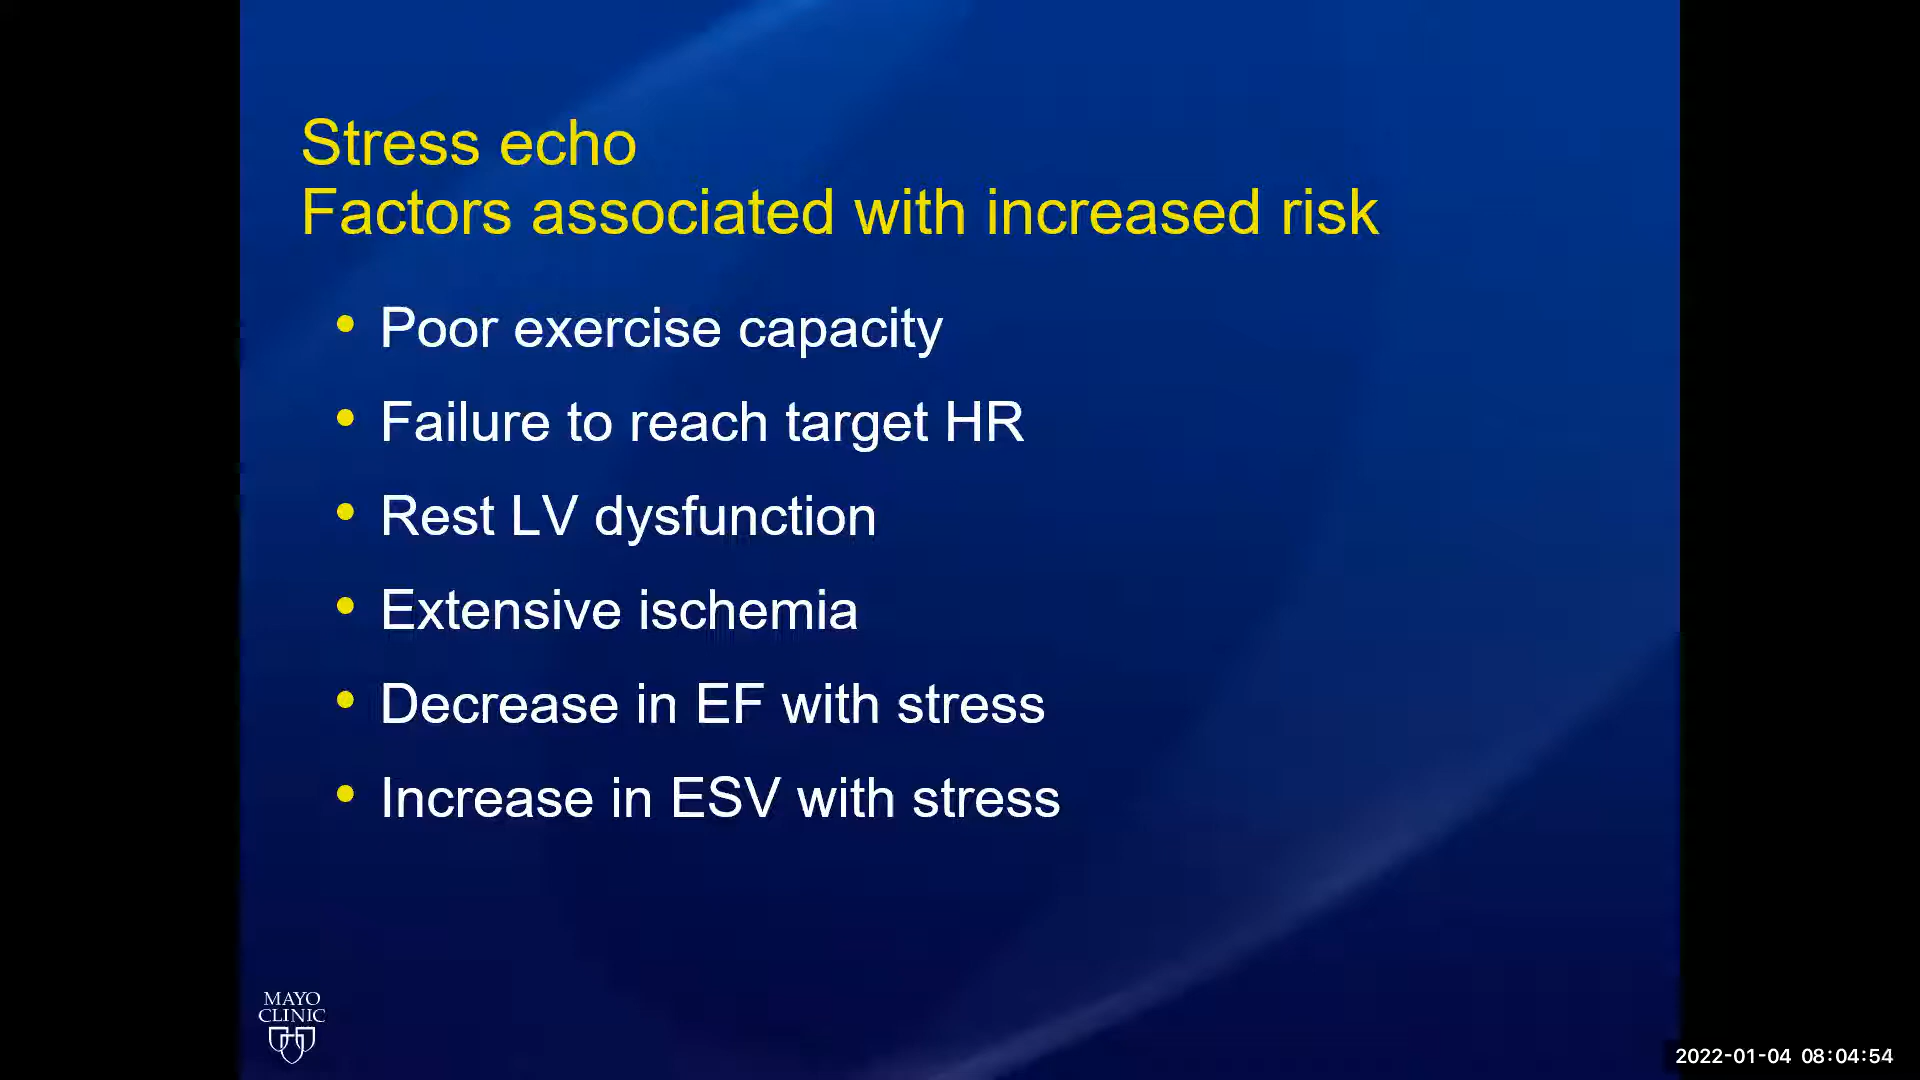 Stress echo
Factors associated with increased risk
• Poor exercise capacity
• Failure to reach target HR
• Rest LV dysfunction
• Extensive ischemia
• Decrease in EF with stress
• Increase in ESV with stress
MAYO
CLINIC
2022-01-04 08:04:54